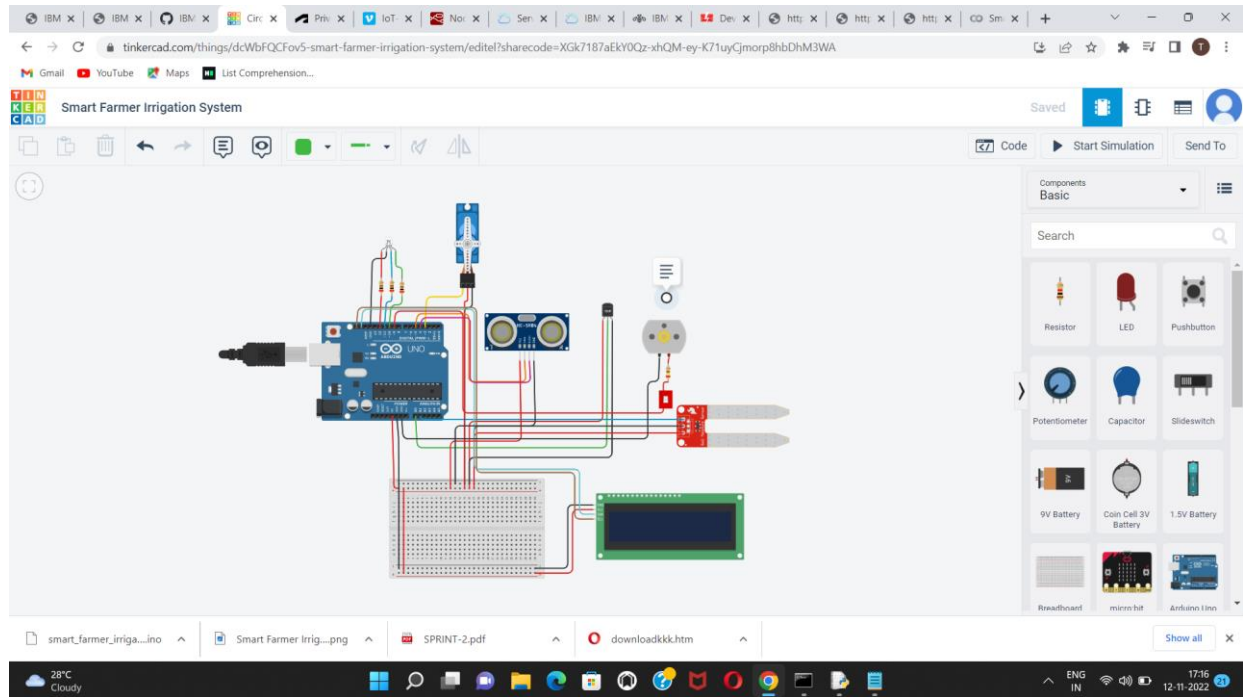 IBM IBM IBM Circ Priv IoT Noc Sen IBM IBM Dev http http http Sm
tinkercad.com/things/dcWbFQCFov5-smart-farmer-irrigation-system/editel?sharecode=XGk7187aEkY0Qz-xhQM-ey-K71uyCjmorp8hbDhM3WA
Gmail YouTube Maps List Comprehension...
TIN
KER
CAD
Smart Farmer Irrigation System
Saved
Code Start Simulation Send To
Components
Basic
Search
UNO
ARDUINO
Resistor LED Pushbutton
Potentiometer Capacitor Slideswitch
9V Battery Coin Cell 3V Battery 1.5V Battery
Breadboard micro:bit Arduino Uno
smart_farmer_irriga....ino Smart Farmer Irrig....png SPRINT-2.pdf downloadkkk.htm Show all
28°C
Cloudy
ENG
IN
17:16
12-11-2022
21